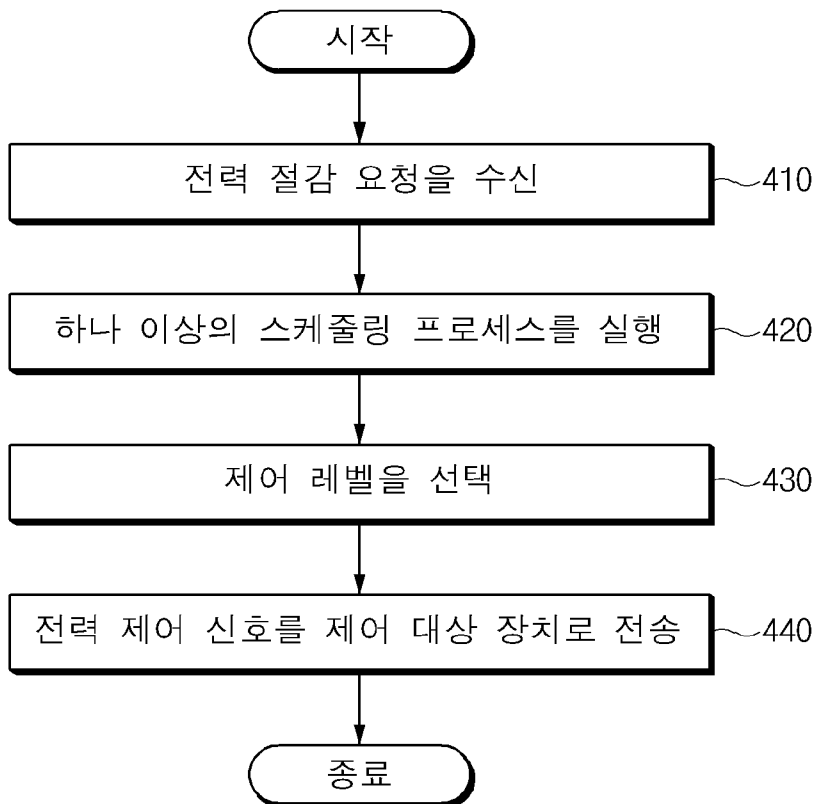 시작
전력 절감 요청을 수신 410
하나 이상의 스케줄링 프로세스를 실행 420
제어 레벨을 선택 430
전력 제어 신호를 제어 대상 장치로 전송 440
종료